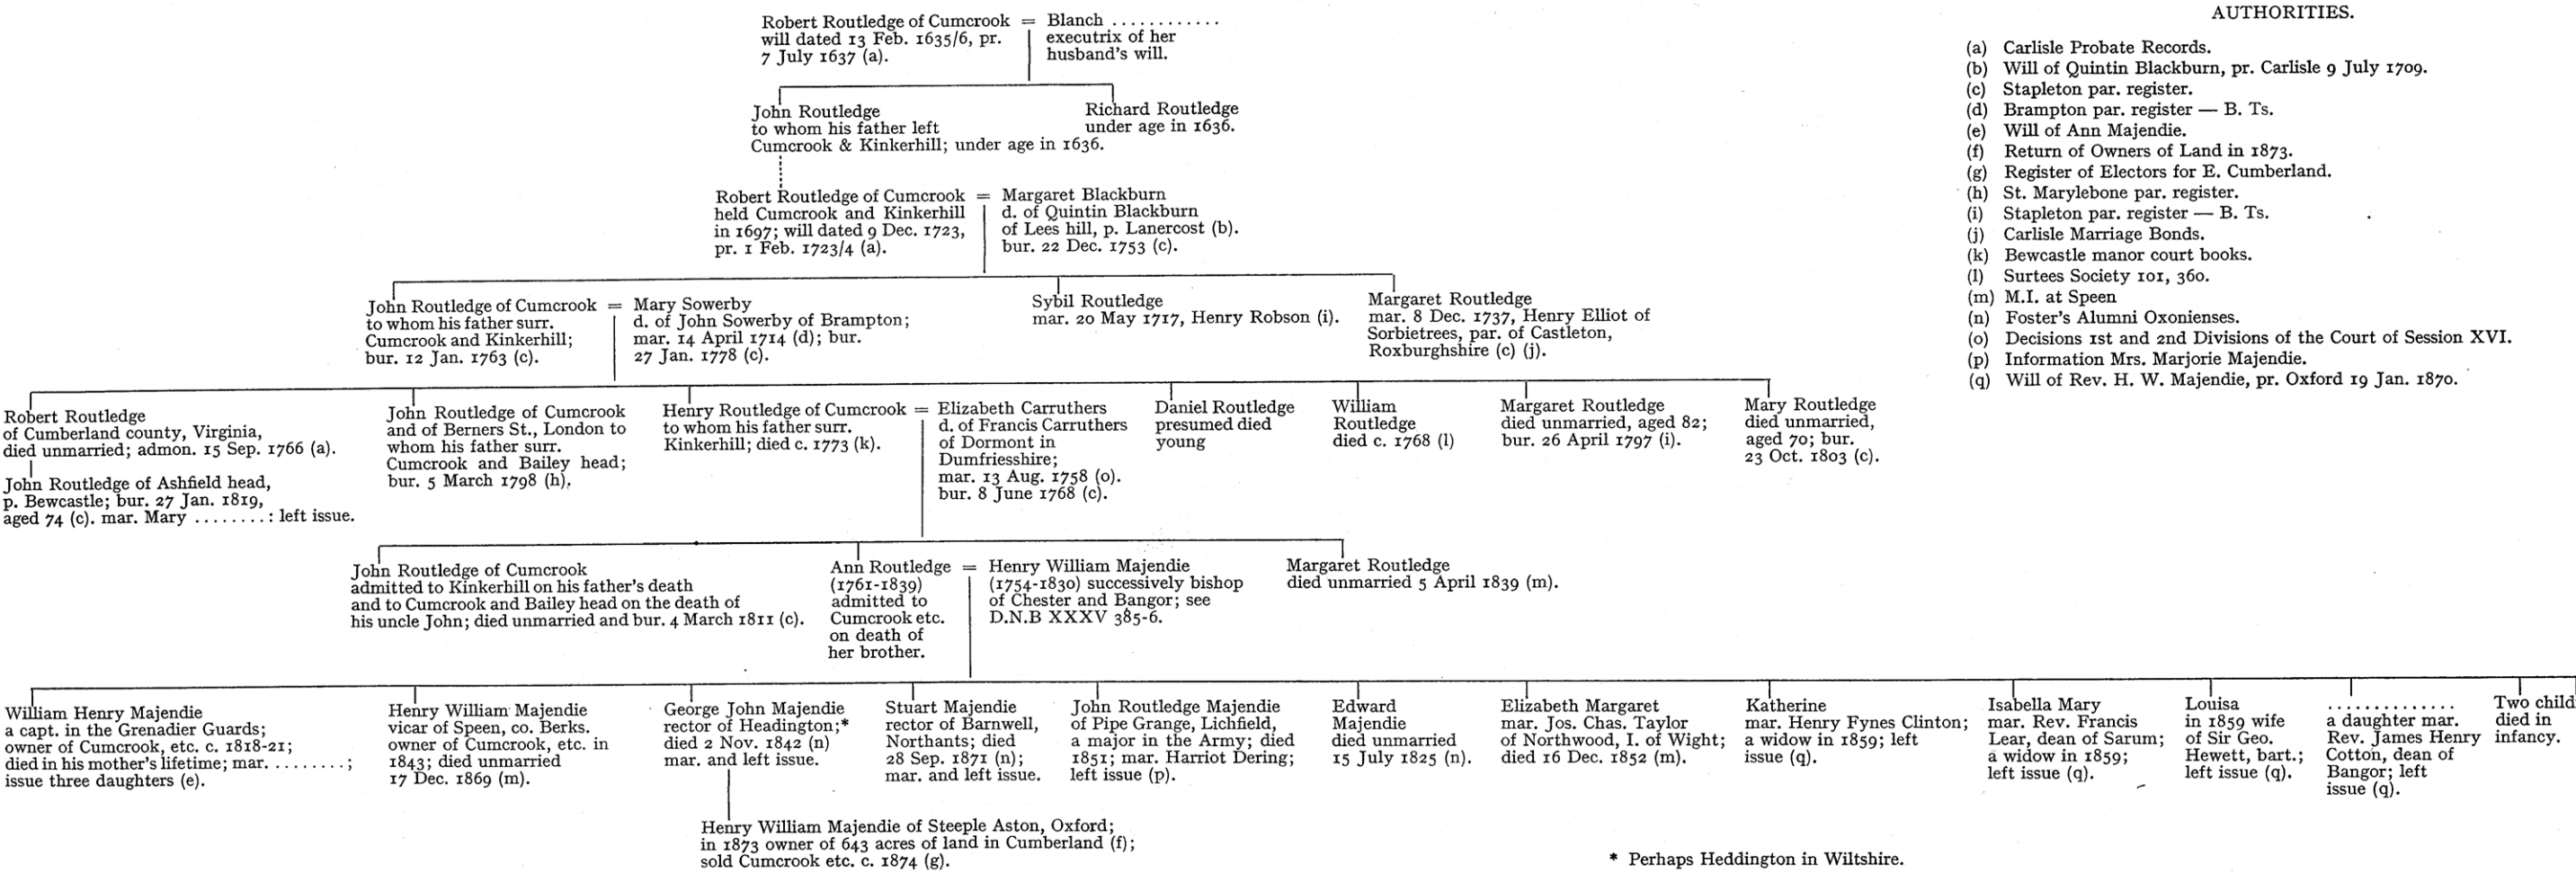 Robert Routledge of Cumcrook = Blanch ............
will dated 13 Feb. 1635/6, pr.
7 July 1637 (a).
executrix of her
husband's will.
John Routledge
to whom his father left
Cumcrook & Kinkerhill; under age in 1636.
Richard Routledge
under age in 1636.
Robert Routledge of Cumcrook =
held Cumcrook and Kinkerhill
in 1697; will dated 9 Dec. 1723,
pr. 1 Feb. 1723/4 (a).
Margaret Blackburn
d. of Quintin Blackburn
of Lees hill, p. Lanercost (b).
bur. 22 Dec. 1753 (c).
John Routledge of Cumcrook =
to whom his father surr.
Cumcrook and Kinkerhill;
bur. 12 Jan. 1763 (c).
Mary Sowerby
d. of John Sowerby of Brampton;
mar. 14 April 1714 (d); bur.
27 Jan. 1778 (c).
Sybil Routledge
mar. 20 May 1717, Henry Robson (i).
Margaret Routledge
mar. 8 Dec. 1737, Henry Elliot of
Sorbietrees, par. of Castleton,
Roxburghshire (c) (j).
Robert Routledge
of Cumberland county, Virginia,
died unmarried; admon. 15 Sep. 1766 (a).
John Routledge of Ashfield head,
p. Bewcastle; bur. 27 Jan. 1819,
aged 74 (c). mar. Mary ........: left issue.
John Routledge of Cumcrook
and of Berners St., London to
whom his father surr.
Cumcrook and Bailey head;
bur. 5 March 1798 (h).
Henry Routledge of Cumcrook =
to whom his father surr.
Kinkerhill; died c. 1773 (k).
Elizabeth Carruthers
d. of Francis Carruthers
of Dormont in
Dumfriesshire;
mar. 13 Aug. 1758 (o).
bur. 8 June 1768 (c).
Daniel Routledge
presumed died
young
William
Routledge
died c. 1768 (l)
Margaret Routledge
died unmarried, aged 82;
bur. 26 April 1797 (i).
Mary Routledge
died unmarried,
aged 70; bur.
23 Oct. 1803 (c).
John Routledge of Cumcrook
admitted to Kinkerhill on his father's death
and to Cumcrook and Bailey head on the death of
his uncle John; died unmarried and bur. 4 March 1811 (c).
Ann Routledge =
(1761-1839)
admitted to
Cumcrook etc.
on death of
her brother.
Henry William Majendie
(1754-1830) successively bishop
of Chester and Bangor; see
D.N.B XXXV 385-6.
Margaret Routledge
died unmarried 5 April 1839 (m).
William Henry Majendie
a capt. in the Grenadier Guards;
owner of Cumcrook, etc. c. 1818-21;
died in his mother's lifetime; mar. ........;
issue three daughters (e).
Henry William Majendie
vicar of Speen, co. Berks.
owner of Cumcrook, etc. in
1843; died unmarried
17 Dec. 1869 (m).
George John Majendie
rector of Headington;*
died 2 Nov. 1842 (n)
mar. and left issue.
Henry William Majendie of Steeple Aston, Oxford;
in 1873 owner of 643 acres of land in Cumberland (f);
sold Cumcrook etc. c. 1874 (g).
Stuart Majendie
rector of Barnwell,
Northants; died
28 Sep. 1871 (n);
mar. and left issue.
John Routledge Majendie
of Pipe Grange, Lichfield,
a major in the Army; died
1851; mar. Harriot Dering;
left issue (p).
Edward
Majendie
died unmarried
15 July 1825 (n).
Elizabeth Margaret
mar. Jos. Chas. Taylor
of Northwood, I. of Wight;
died 16 Dec. 1852 (m).
Katherine
mar. Henry Fynes Clinton;
a widow in 1859; left
issue (q).
Isabella Mary
mar. Rev. Francis
Lear, dean of Sarum;
a widow in 1859;
left issue (q).
Louisa
in 1859 wife
of Sir Geo.
Hewett, bart.;
left issue (q).
..............
a daughter mar.
Rev. James Henry
Cotton, dean of
Bangor; left
issue (q).
Two child
died in
infancy.
* Perhaps Heddington in Wiltshire.
AUTHORITIES.
(a) Carlisle Probate Records.
(b) Will of Quintin Blackburn, pr. Carlisle 9 July 1709.
(c) Stapleton par. register.
(d) Brampton par. register — B. Ts.
(e) Will of Ann Majendie.
(f) Return of Owners of Land in 1873.
(g) Register of Electors for E. Cumberland.
(h) St. Marylebone par. register.
(i) Stapleton par. register — B. Ts.
(j) Carlisle Marriage Bonds.
(k) Bewcastle manor court books.
(l) Surtees Society 101, 360.
(m) M.I. at Speen
(n) Foster's Alumni Oxonienses.
(o) Decisions 1st and 2nd Divisions of the Court of Session XVI.
(p) Information Mrs. Marjorie Majendie.
(q) Will of Rev. H. W. Majendie, pr. Oxford 19 Jan. 1870.